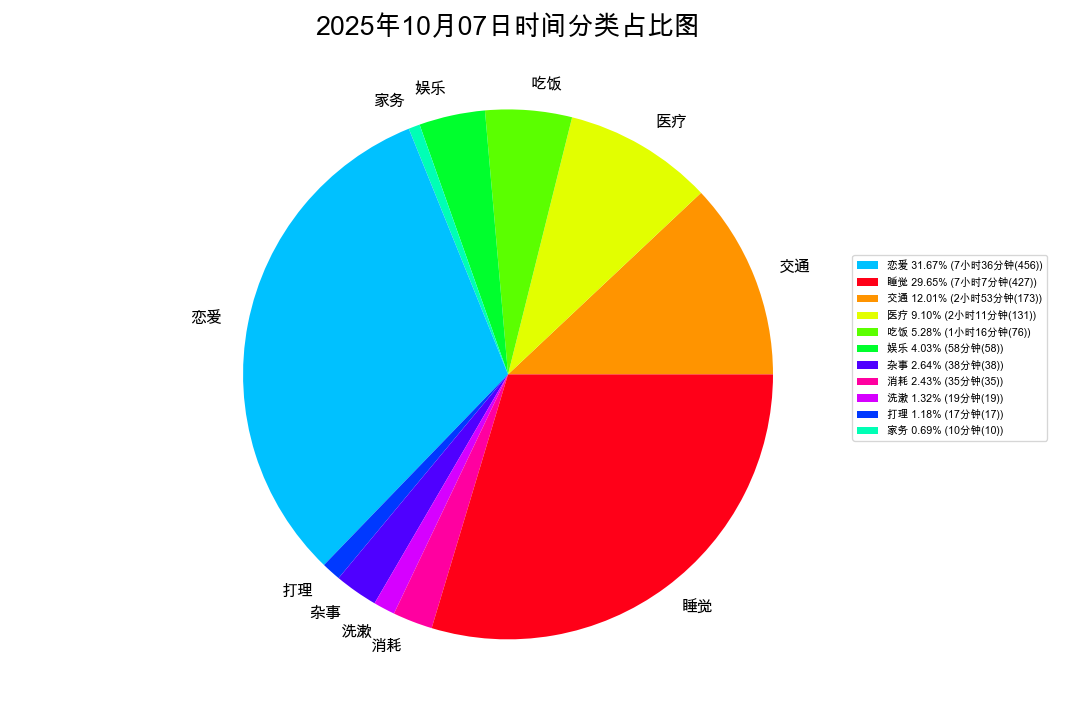 2025年10月07日时间分类占比图
吃饭
娱乐
家务
医疗
交通
恋爱
打理
杂事
洗漱
消耗
睡觉
恋爱 31.67% (7小时36分钟(456))
睡觉 29.65% (7小时7分钟(427))
交通 12.01% (2小时53分钟(173))
医疗 9.10% (2小时11分钟(131))
吃饭 5.28% (1小时16分钟(76))
娱乐 4.03% (58分钟(58))
杂事 2.64% (38分钟(38))
消耗 2.43% (35分钟(35))
洗漱 1.32% (19分钟(19))
打理 1.18% (17分钟(17))
家务 0.69% (10分钟(10))